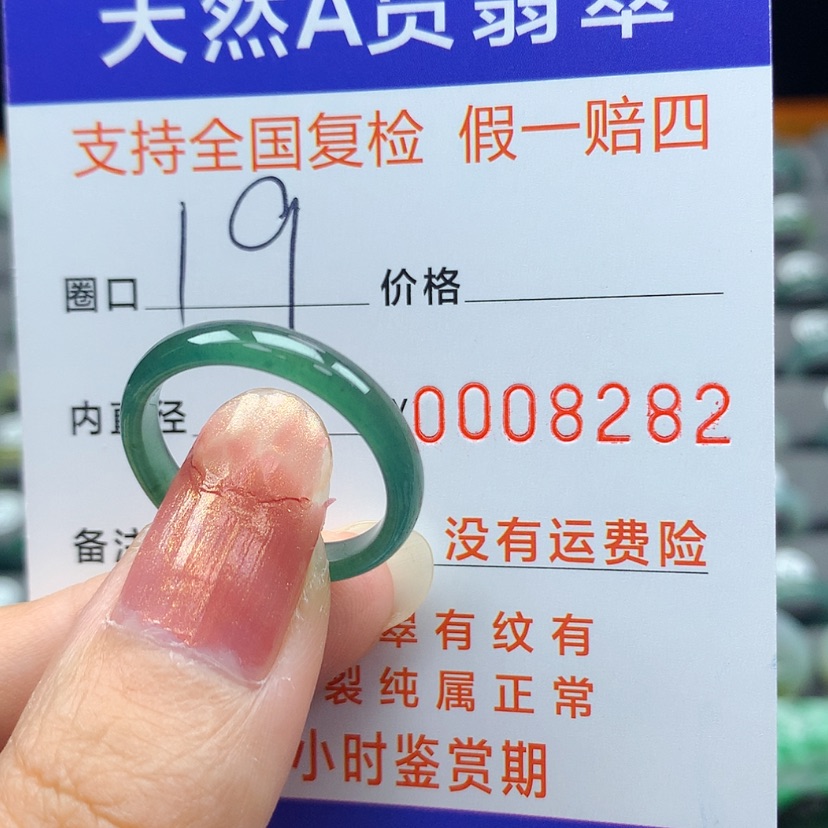 天然A货翡翠
支持全国复检 假一赔四
圈口 19 价格
内直径 0008282
备注 没有运费险
翠有纹有
裂纯属正常
小时鉴赏期